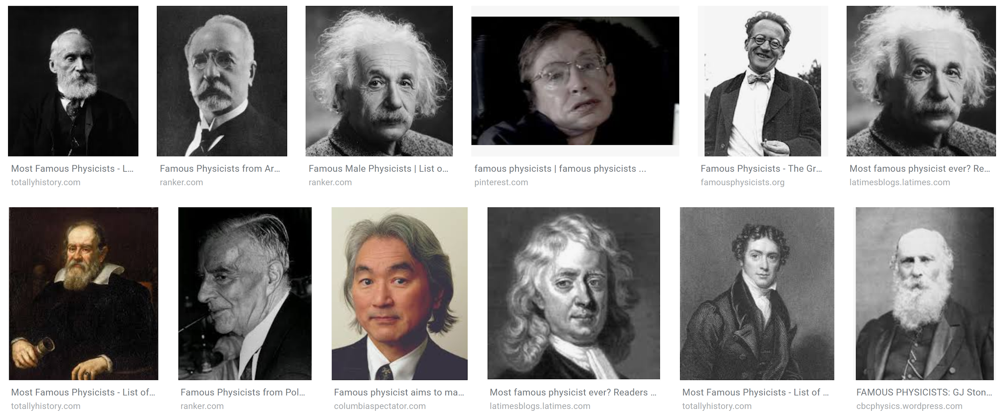 Most Famous Physicists - L...
totallyhistory.com
Famous Physicists from Ar...
ranker.com
Famous Male Physicists | List o...
ranker.com
famous physicists | famous physicists ...
pinterest.com
Famous Physicists - The Gr...
famousphysicists.org
Most famous physicist ever? Re...
latimesblogs.latimes.com
Most Famous Physicists - List of...
totallyhistory.com
Famous Physicists from Pol...
ranker.com
Famous physicist aims to ma...
columbiaspectator.com
Most famous physicist ever? Readers ...
latimesblogs.latimes.com
Most Famous Physicists - List of ...
totallyhistory.com
FAMOUS PHYSICISTS: GJ Ston...
cbcphysics.wordpress.com